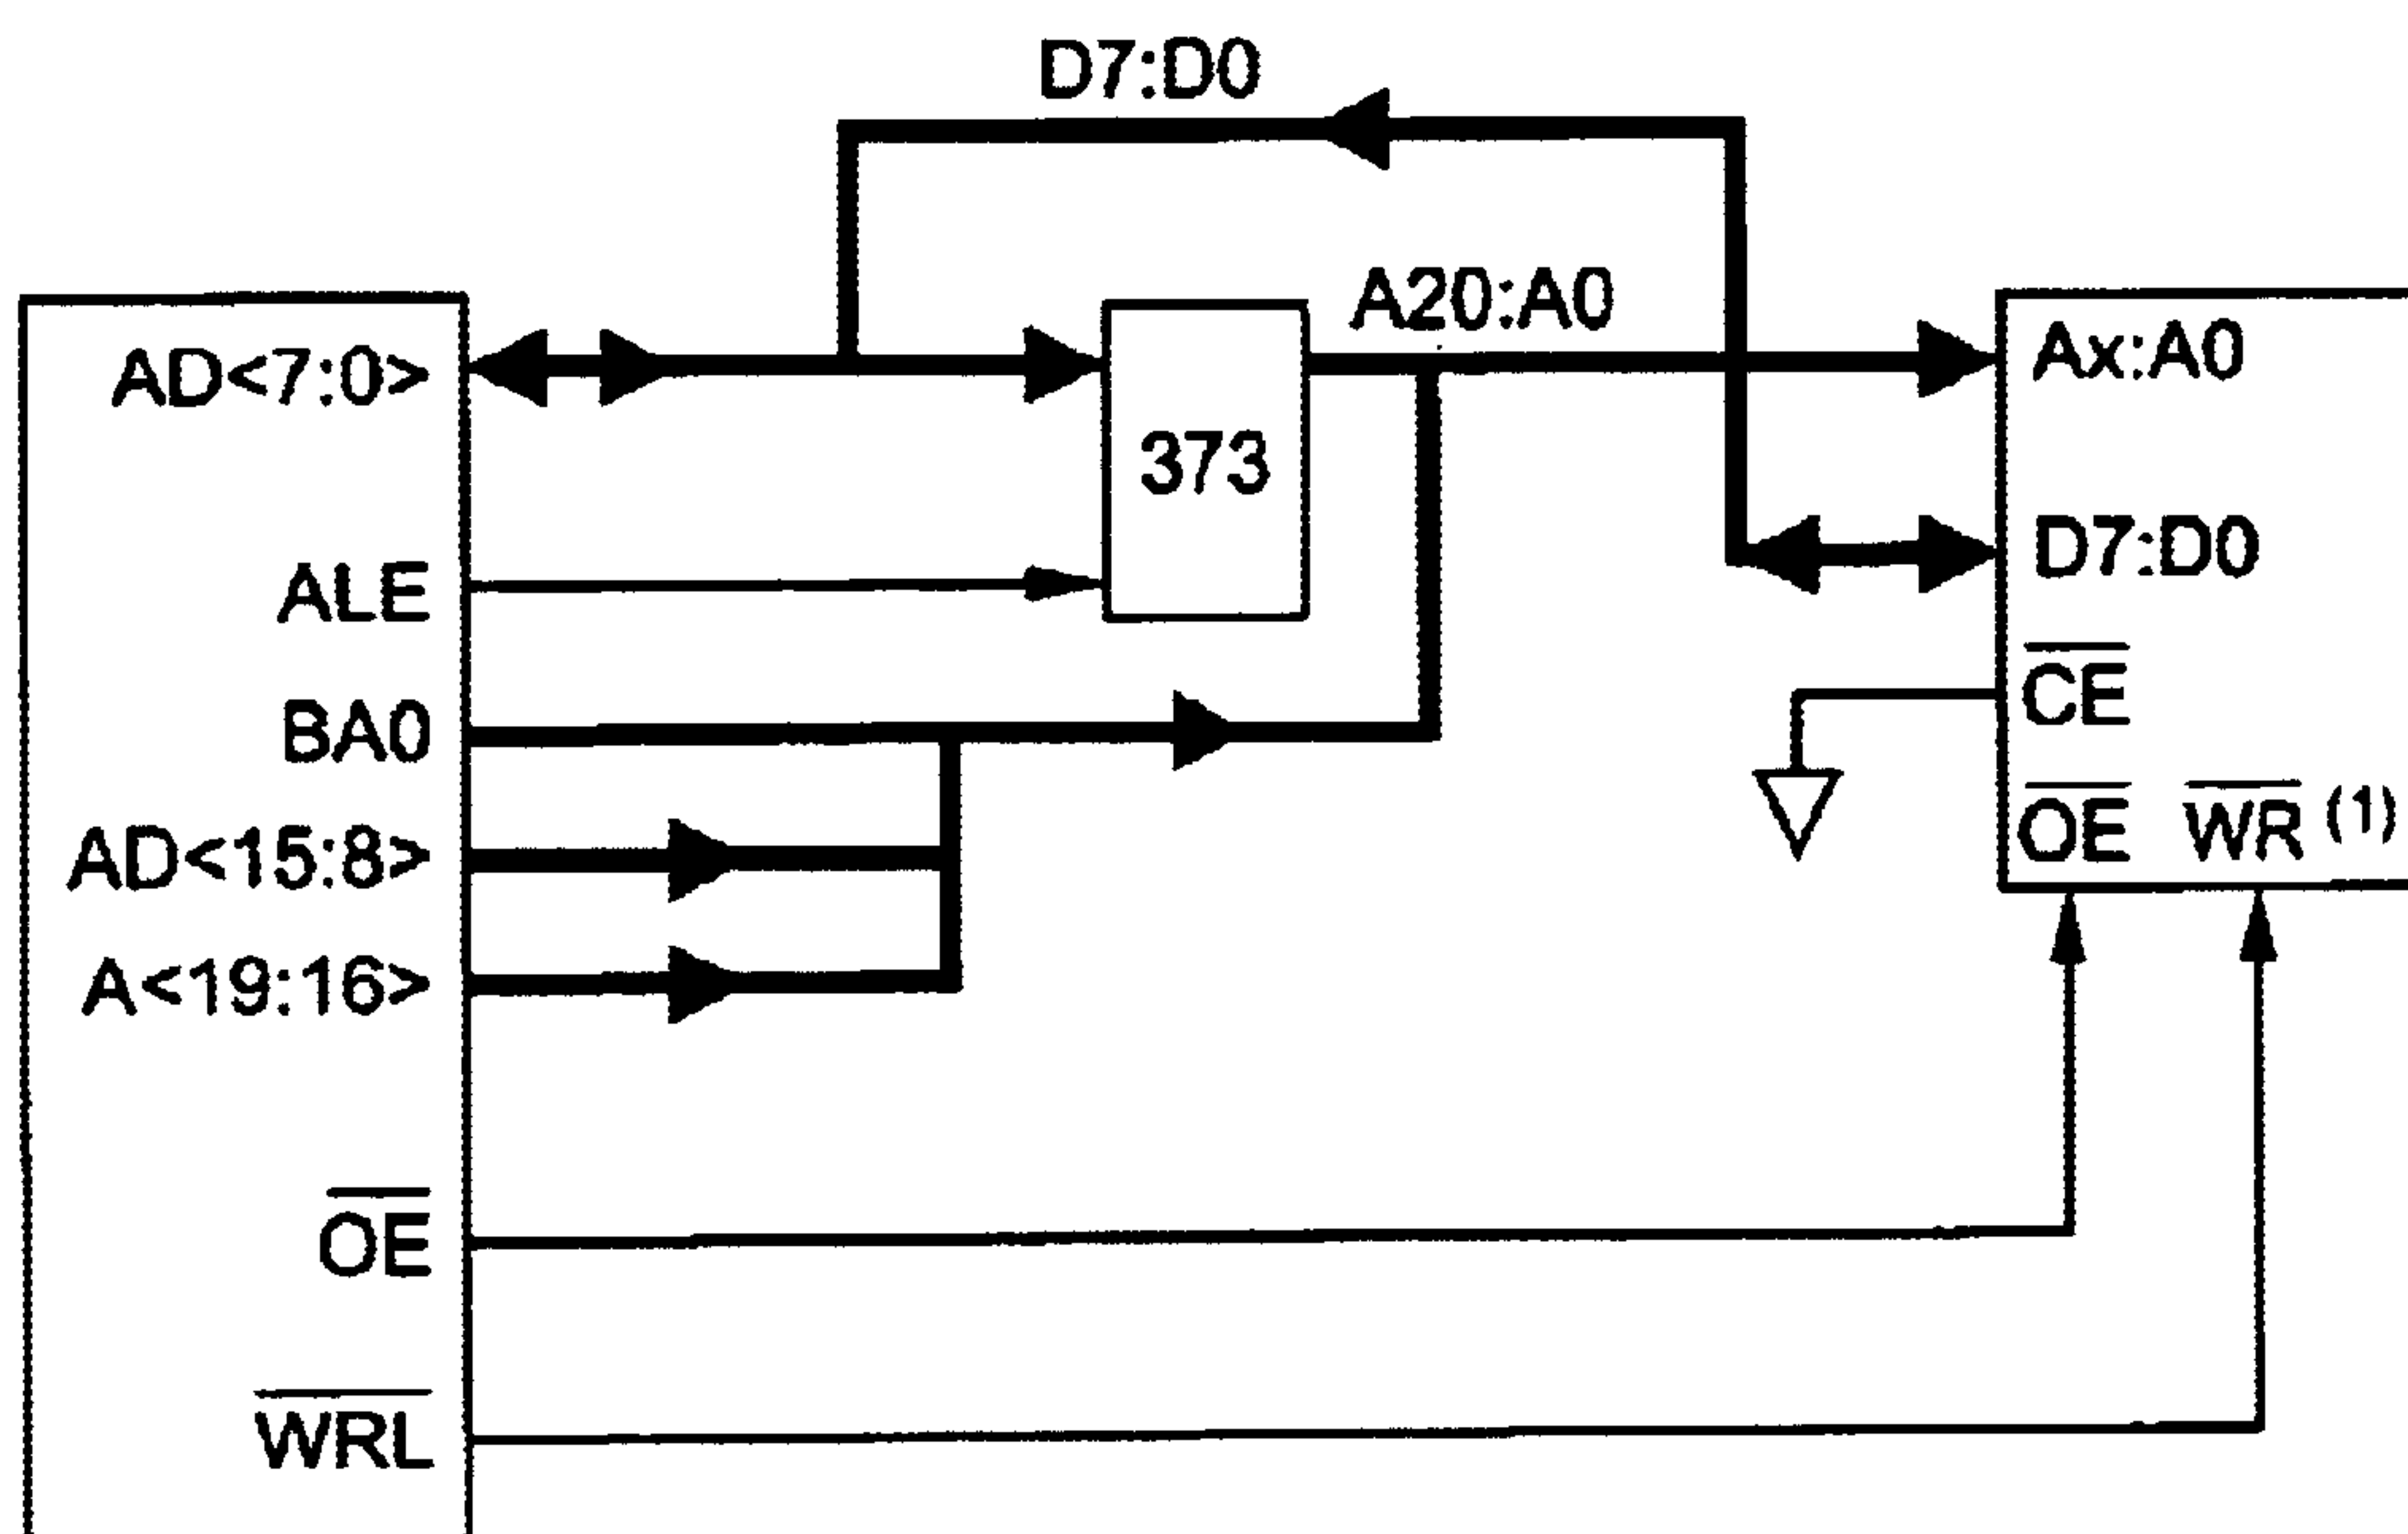 D7:D0
A20:A0
AD<7:0>
Ax:A0
373
D7:D0
ALE
CE
BA0
OE WR (1)
AD<15:8>
A<19:16>
OE
WRL